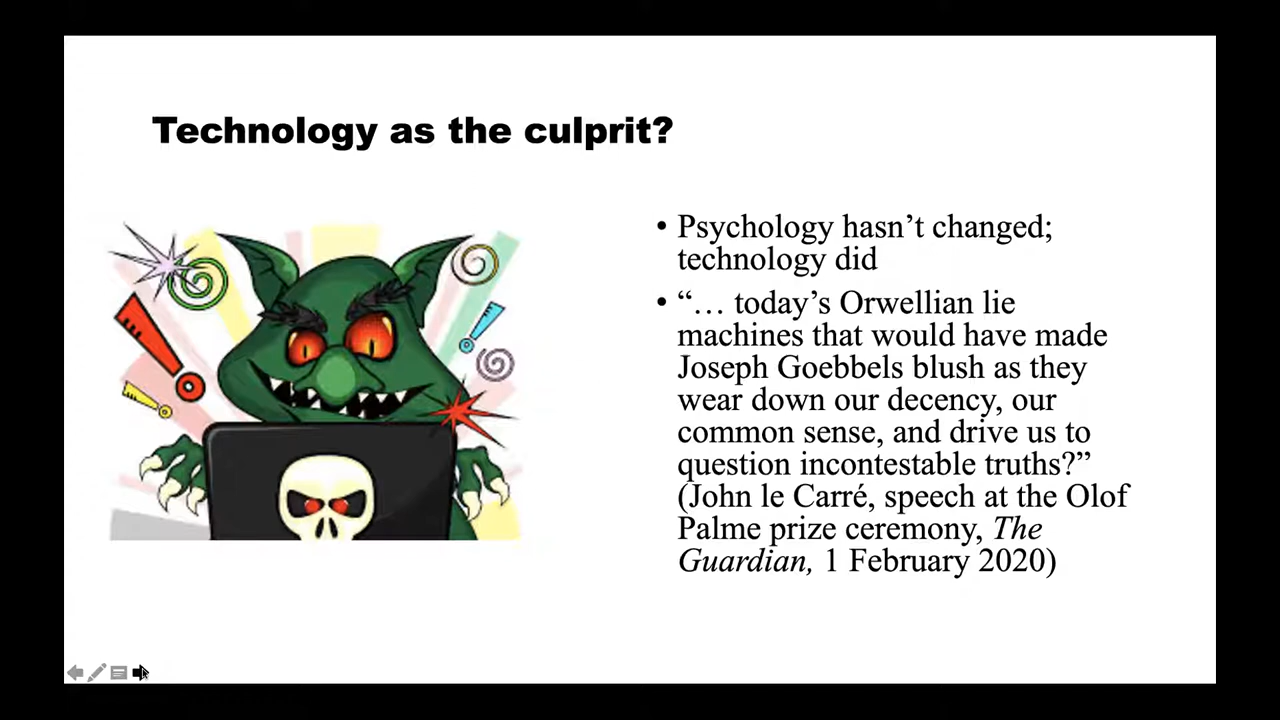 Technology as the culprit?
• Psychology hasn’t changed;
technology did
• “… today’s Orwellian lie
machines that would have made
Joseph Goebbels blush as they
wear down our decency, our
common sense, and drive us to
question incontestable truths?”
(John le Carré, speech at the Olof
Palme prize ceremony, The
Guardian, 1 February 2020)